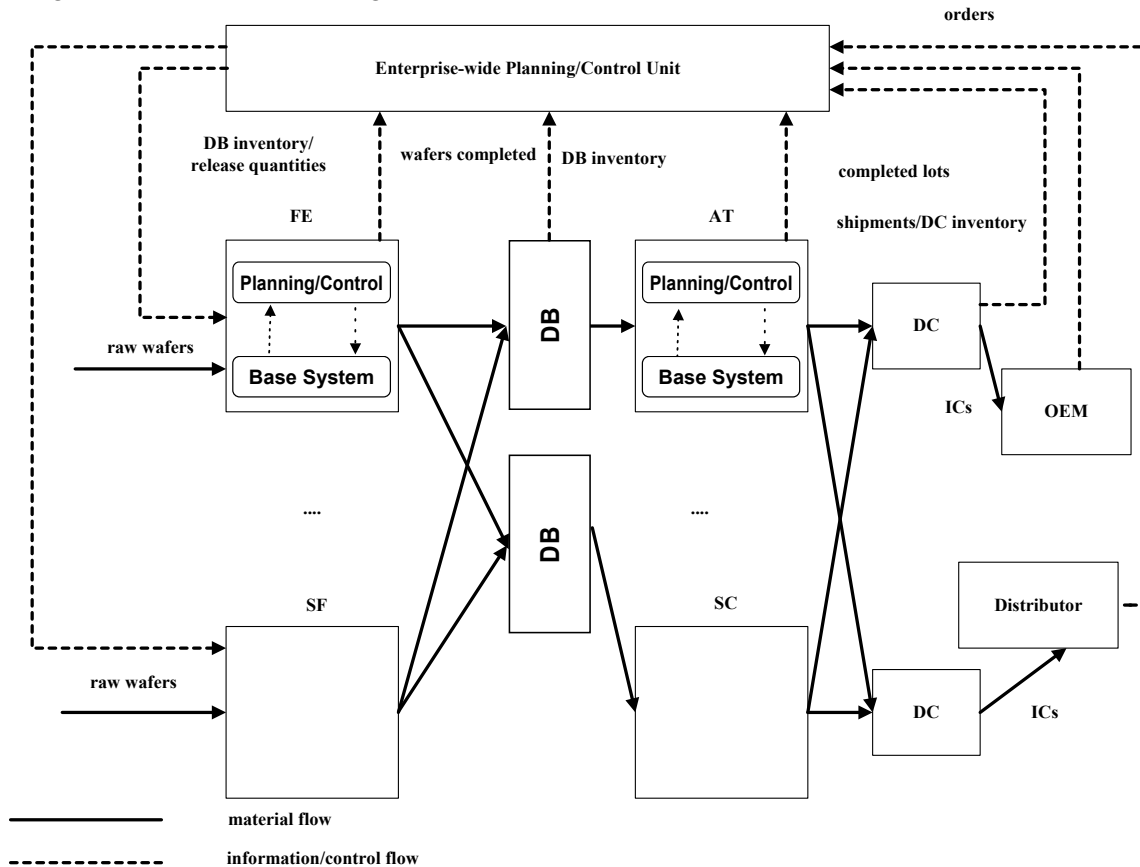 orders
Enterprise-wide Planning/Control Unit
DB inventory/
release quantities
wafers completed
DB inventory
completed lots
shipments/DC inventory
FE
AT
Planning/Control
Base System
DB
Planning/Control
Base System
DC
raw wafers
ICs
OEM
....
DB
....
SF
SC
Distributor
raw wafers
DC
ICs
material flow
information/control flow